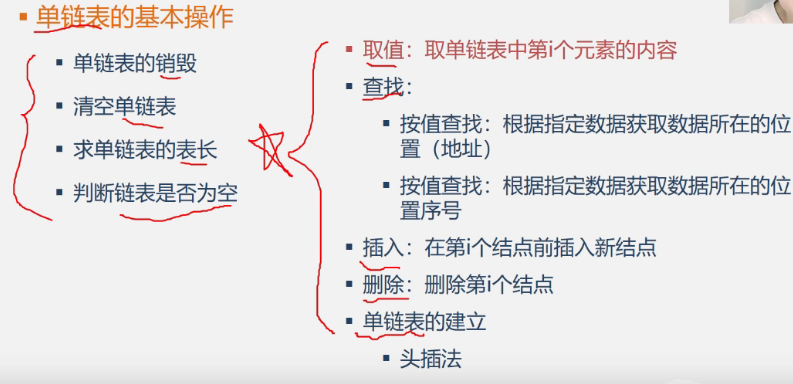 单链表的基本操作
单链表的销毁
清空单链表
求单链表的表长
判断链表是否为空
取值：取单链表中第i个元素的内容
查找：
按值查找：根据指定数据获取数据所在的位
置（地址）
按值查找：根据指定数据获取数据所在的位
置序号
插入：在第i个结点前插入新结点
删除：删除第i个结点
单链表的建立
头插法